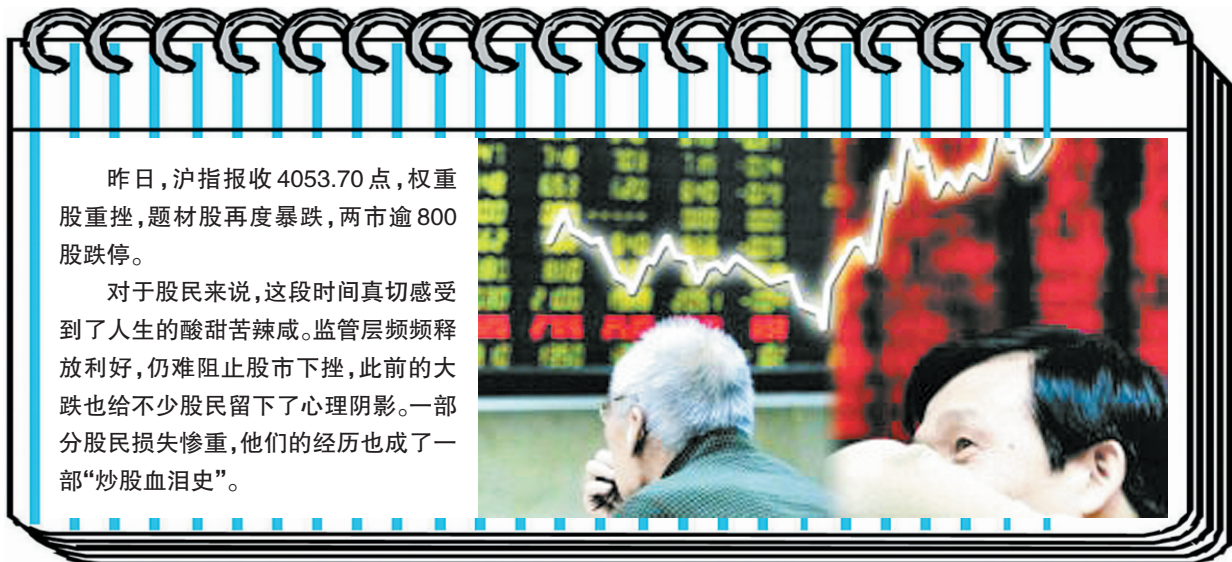 昨日，沪指报收4053.70点，权重
股重挫，题材股再度暴跌，两市逾800
股跌停。
对于股民来说，这段时间真切感受
到了人生的酸甜苦辣咸。监管层频频释
放利好，仍难阻止股市下挫，此前的大
跌也给不少股民留下了心理阴影。一部
分股民损失惨重，他们的经历也成了一
部“炒股血泪史”。